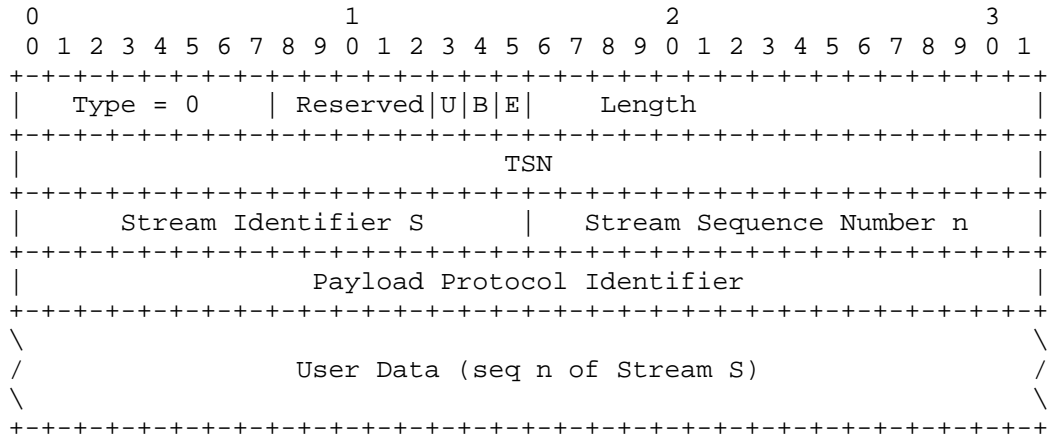 0                   1                   2                   3
 0 1 2 3 4 5 6 7 8 9 0 1 2 3 4 5 6 7 8 9 0 1 2 3 4 5 6 7 8 9 0 1
+-+-+-+-+-+-+-+-+-+-+-+-+-+-+-+-+-+-+-+-+-+-+-+-+-+-+-+-+-+-+-+-+
|   Type = 0    | Reserved|U|B|E|    Length                     |
+-+-+-+-+-+-+-+-+-+-+-+-+-+-+-+-+-+-+-+-+-+-+-+-+-+-+-+-+-+-+-+-+
|                              TSN                              |
+-+-+-+-+-+-+-+-+-+-+-+-+-+-+-+-+-+-+-+-+-+-+-+-+-+-+-+-+-+-+-+-+
|      Stream Identifier S      |   Stream Sequence Number n    |
+-+-+-+-+-+-+-+-+-+-+-+-+-+-+-+-+-+-+-+-+-+-+-+-+-+-+-+-+-+-+-+-+
|                  Payload Protocol Identifier                  |
+-+-+-+-+-+-+-+-+-+-+-+-+-+-+-+-+-+-+-+-+-+-+-+-+-+-+-+-+-+-+-+-+
\                                                               \
/                 User Data (seq n of Stream S)                 /
\                                                               \
+-+-+-+-+-+-+-+-+-+-+-+-+-+-+-+-+-+-+-+-+-+-+-+-+-+-+-+-+-+-+-+-+